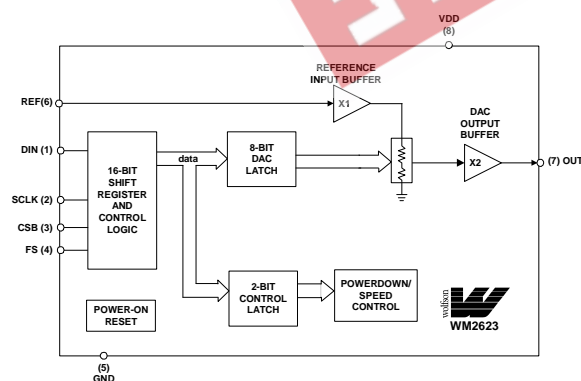 VDD
(8)
REFERENCE
INPUT BUFFER
REF(6)
X1
DAC
OUTPUT
BUFFER
DIN (1)
16-BIT
SHIFT
REGISTER
AND
CONTROL
LOGIC
data
8-BIT
DAC
LATCH
X2
(7) OUT
SCLK (2)
CSB (3)
FS (4)
2-BIT
CONTROL
LATCH
POWERDOWN/
SPEED
CONTROL
POWER-ON
RESET
wolfson
WM2623
(5)
GND